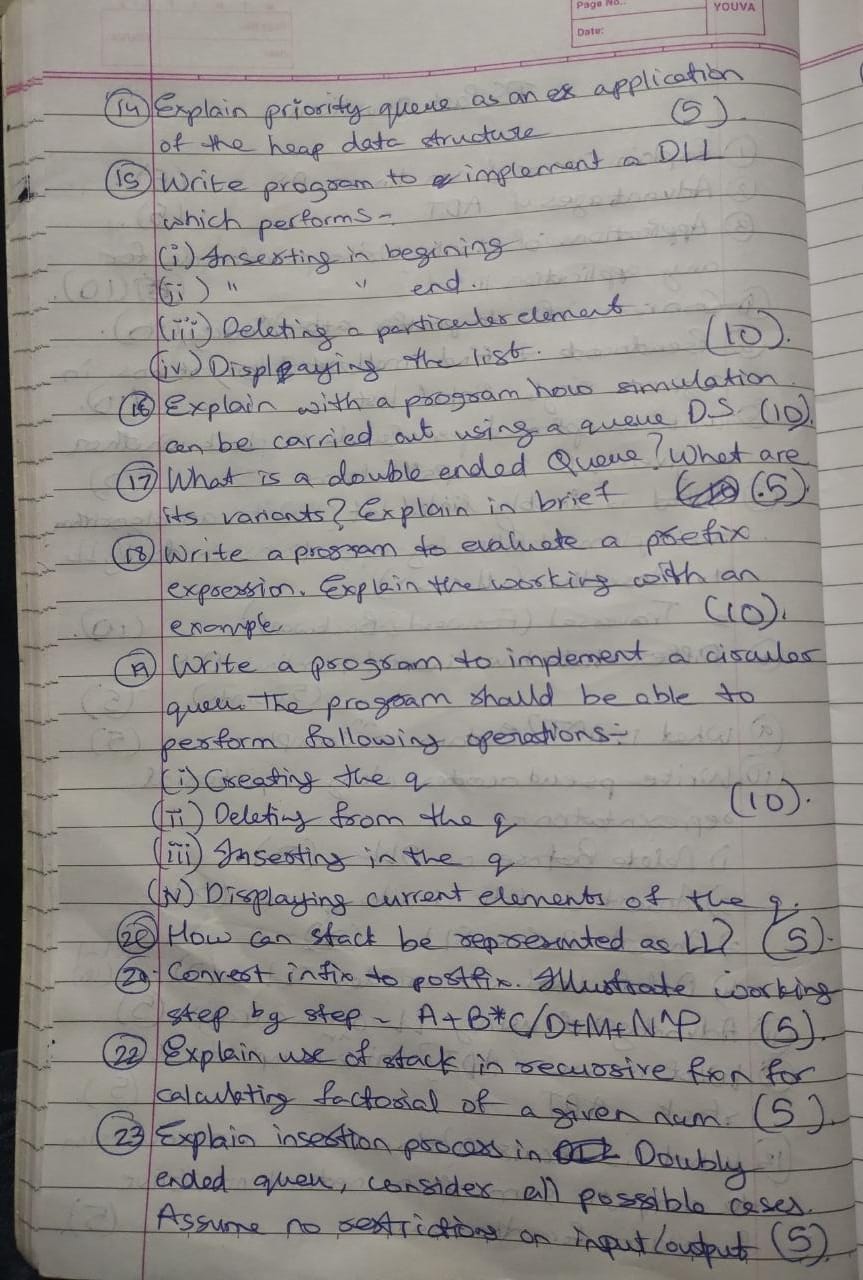 Page No.. YOUVA
Date:
(14) Explain priority queue as an ex application
of the heap data structure (5)
(15) Write program to implement a DLL
which performs-
(i) Inserting in begining
(ii) " " end.
(iii) Deleting a particular element
(iv) Displaying the list. (10).
(16) Explain with a program how simulation
can be carried out using a queue D.S. (10)
(17) What is a double ended Queue? What are
its varients? Explain in brief (5)
(18) Write a program to evaluate a prefix
expression. Explain the working with an
example (10).
Write a program to implement a circular
queu. The program should be able to
perform following operations:-
(i) Creating the q
(ii) Deleting from the q (10).
(iii) Inserting in the q
(iv) Displaying current elements of the q.
(20) How can stack be represented as LL? (5).
(21) Convert infix to postfix. Illustrate working
step by step - A+B*C/D+M+N^P (5)
(22) Explain use of stack in recursive fxn for
calculating factorial of a given num. (5)
(23) Explain insertion process in Doubly
ended queu, consider all possible cases.
Assume no restrictions on input/output (5)